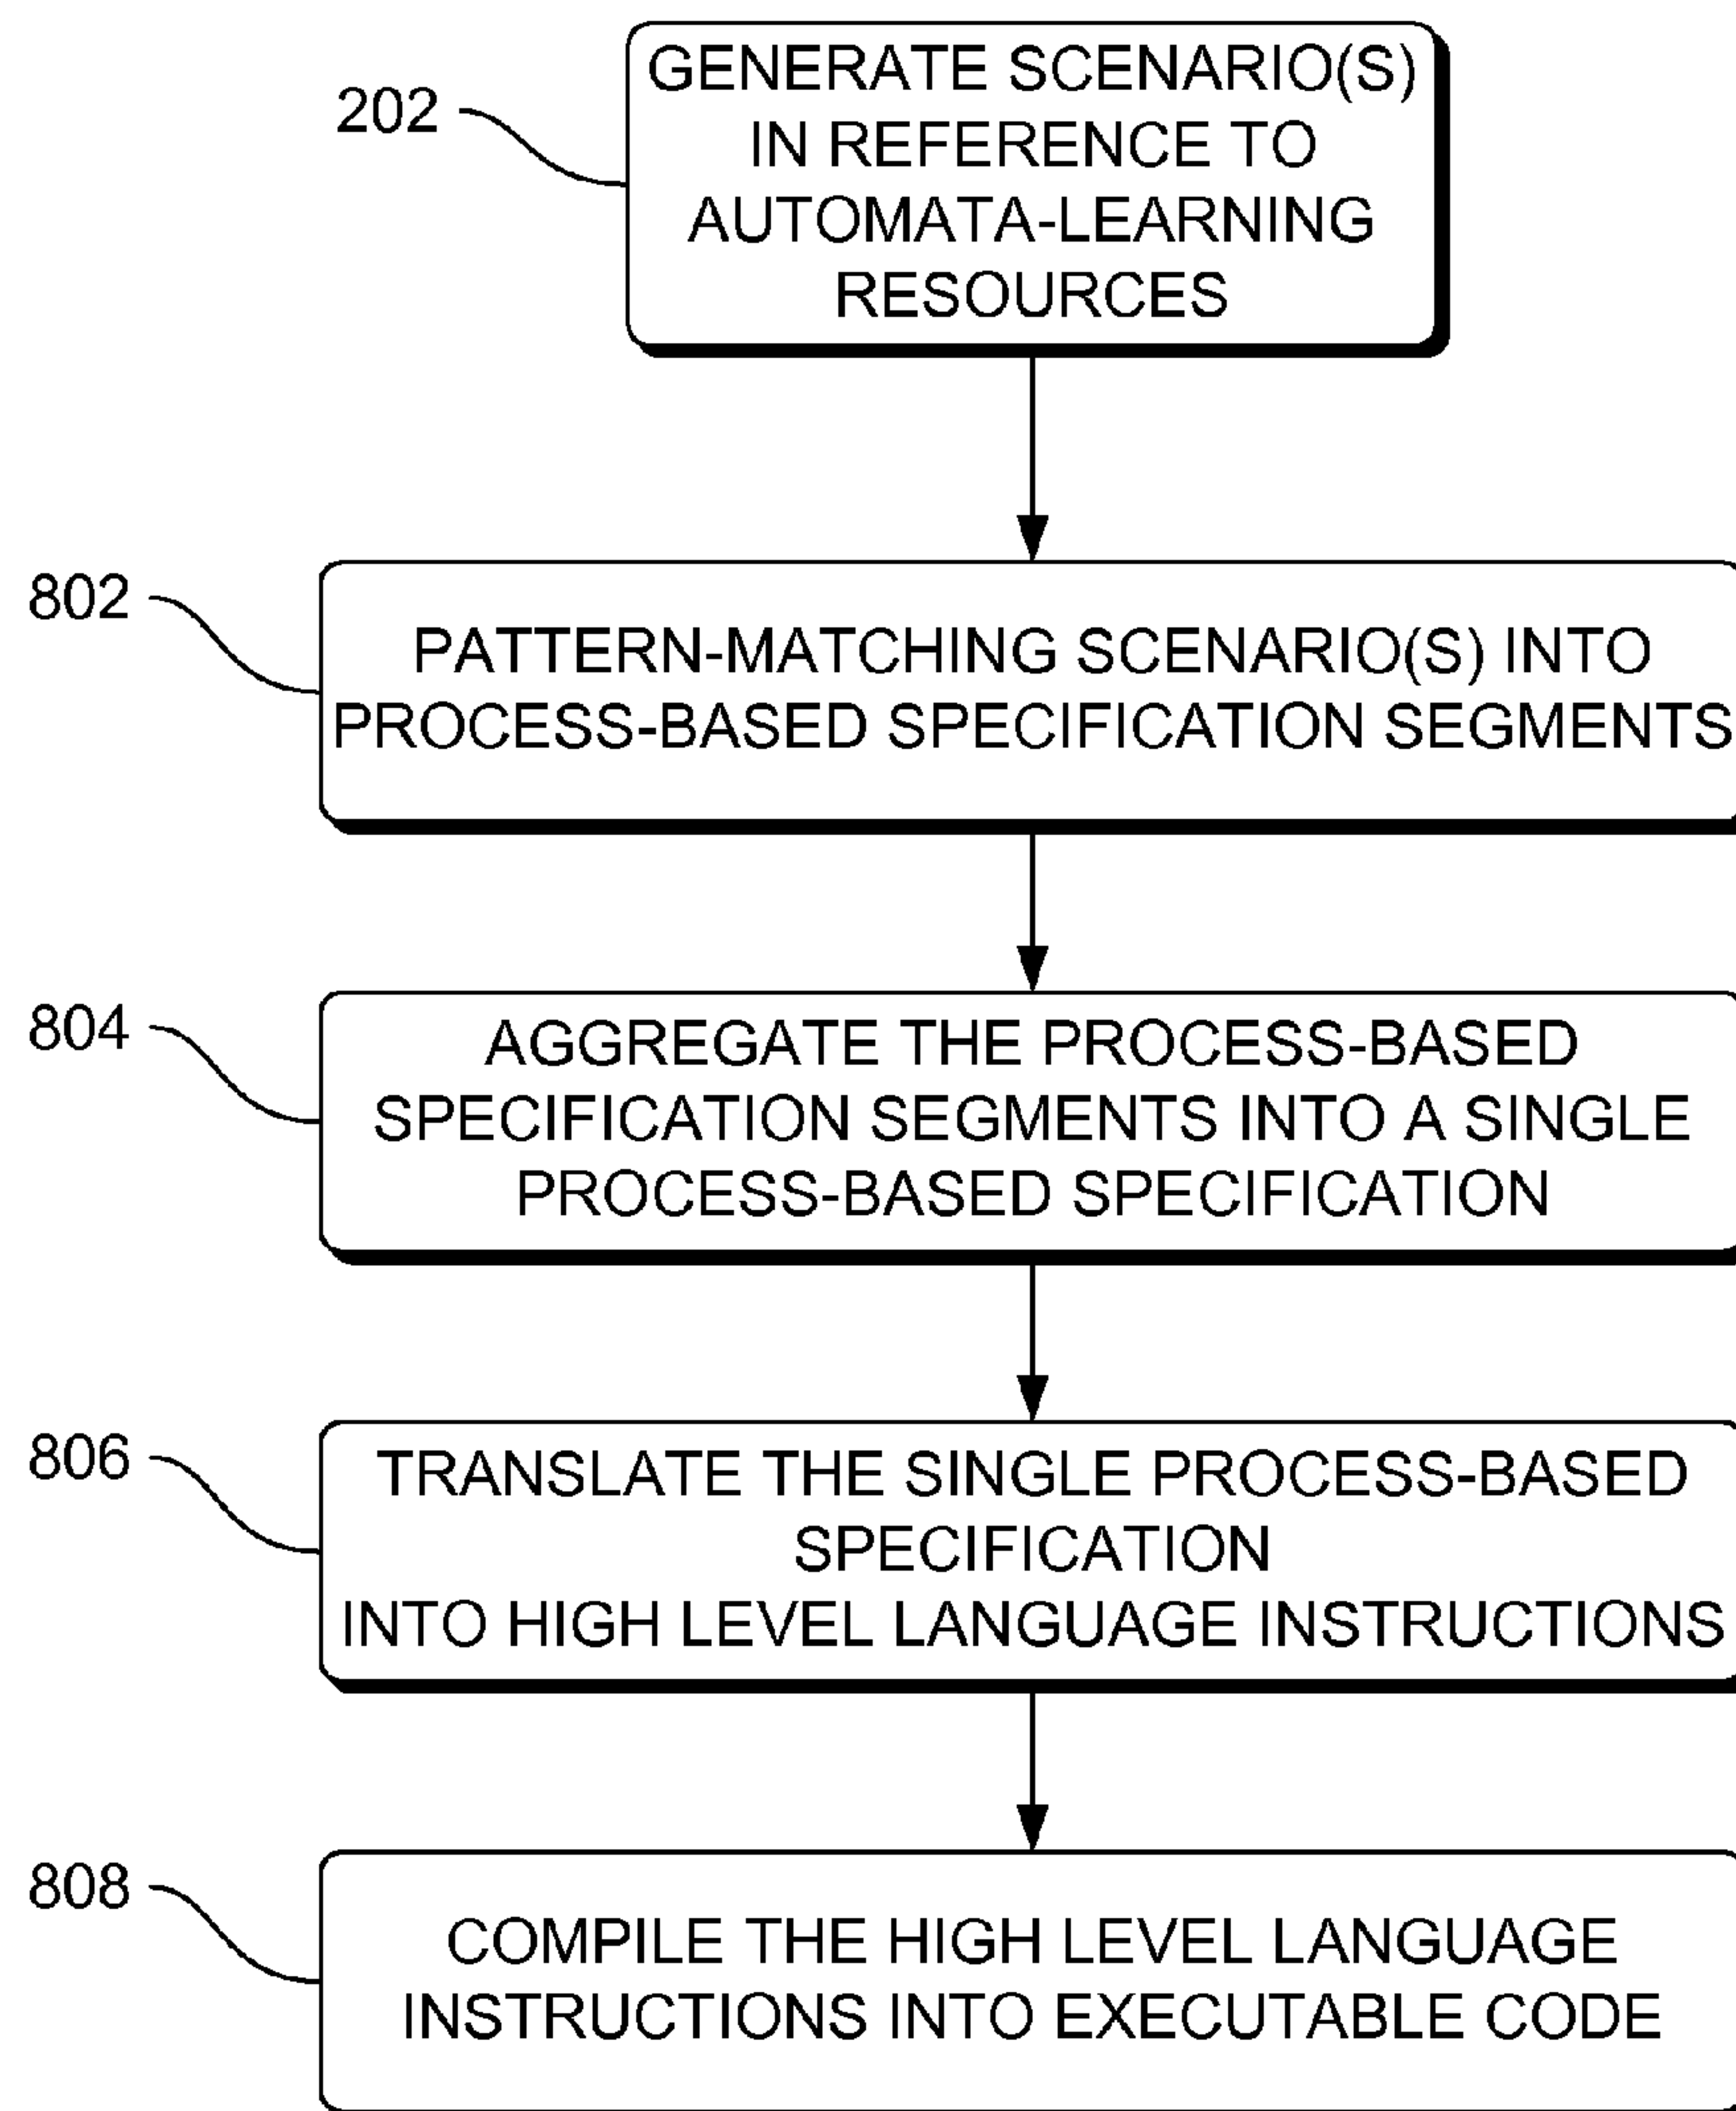 202
GENERATE SCENARIO(S)
IN REFERENCE TO
AUTOMATA-LEARNING
RESOURCES
802
PATTERN-MATCHING SCENARIO(S) INTO
PROCESS-BASED SPECIFICATION SEGMENTS
804
AGGREGATE THE PROCESS-BASED
SPECIFICATION SEGMENTS INTO A SINGLE
PROCESS-BASED SPECIFICATION
806
TRANSLATE THE SINGLE PROCESS-BASED
SPECIFICATION
INTO HIGH LEVEL LANGUAGE INSTRUCTIONS
808
COMPILE THE HIGH LEVEL LANGUAGE
INSTRUCTIONS INTO EXECUTABLE CODE